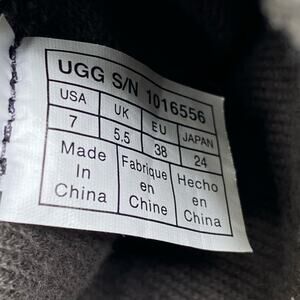 UGG S/N 1016556
USA UK EU JAPAN
7 5.5 38 24
Made In China
Fabrique en Chine
Hecho en China